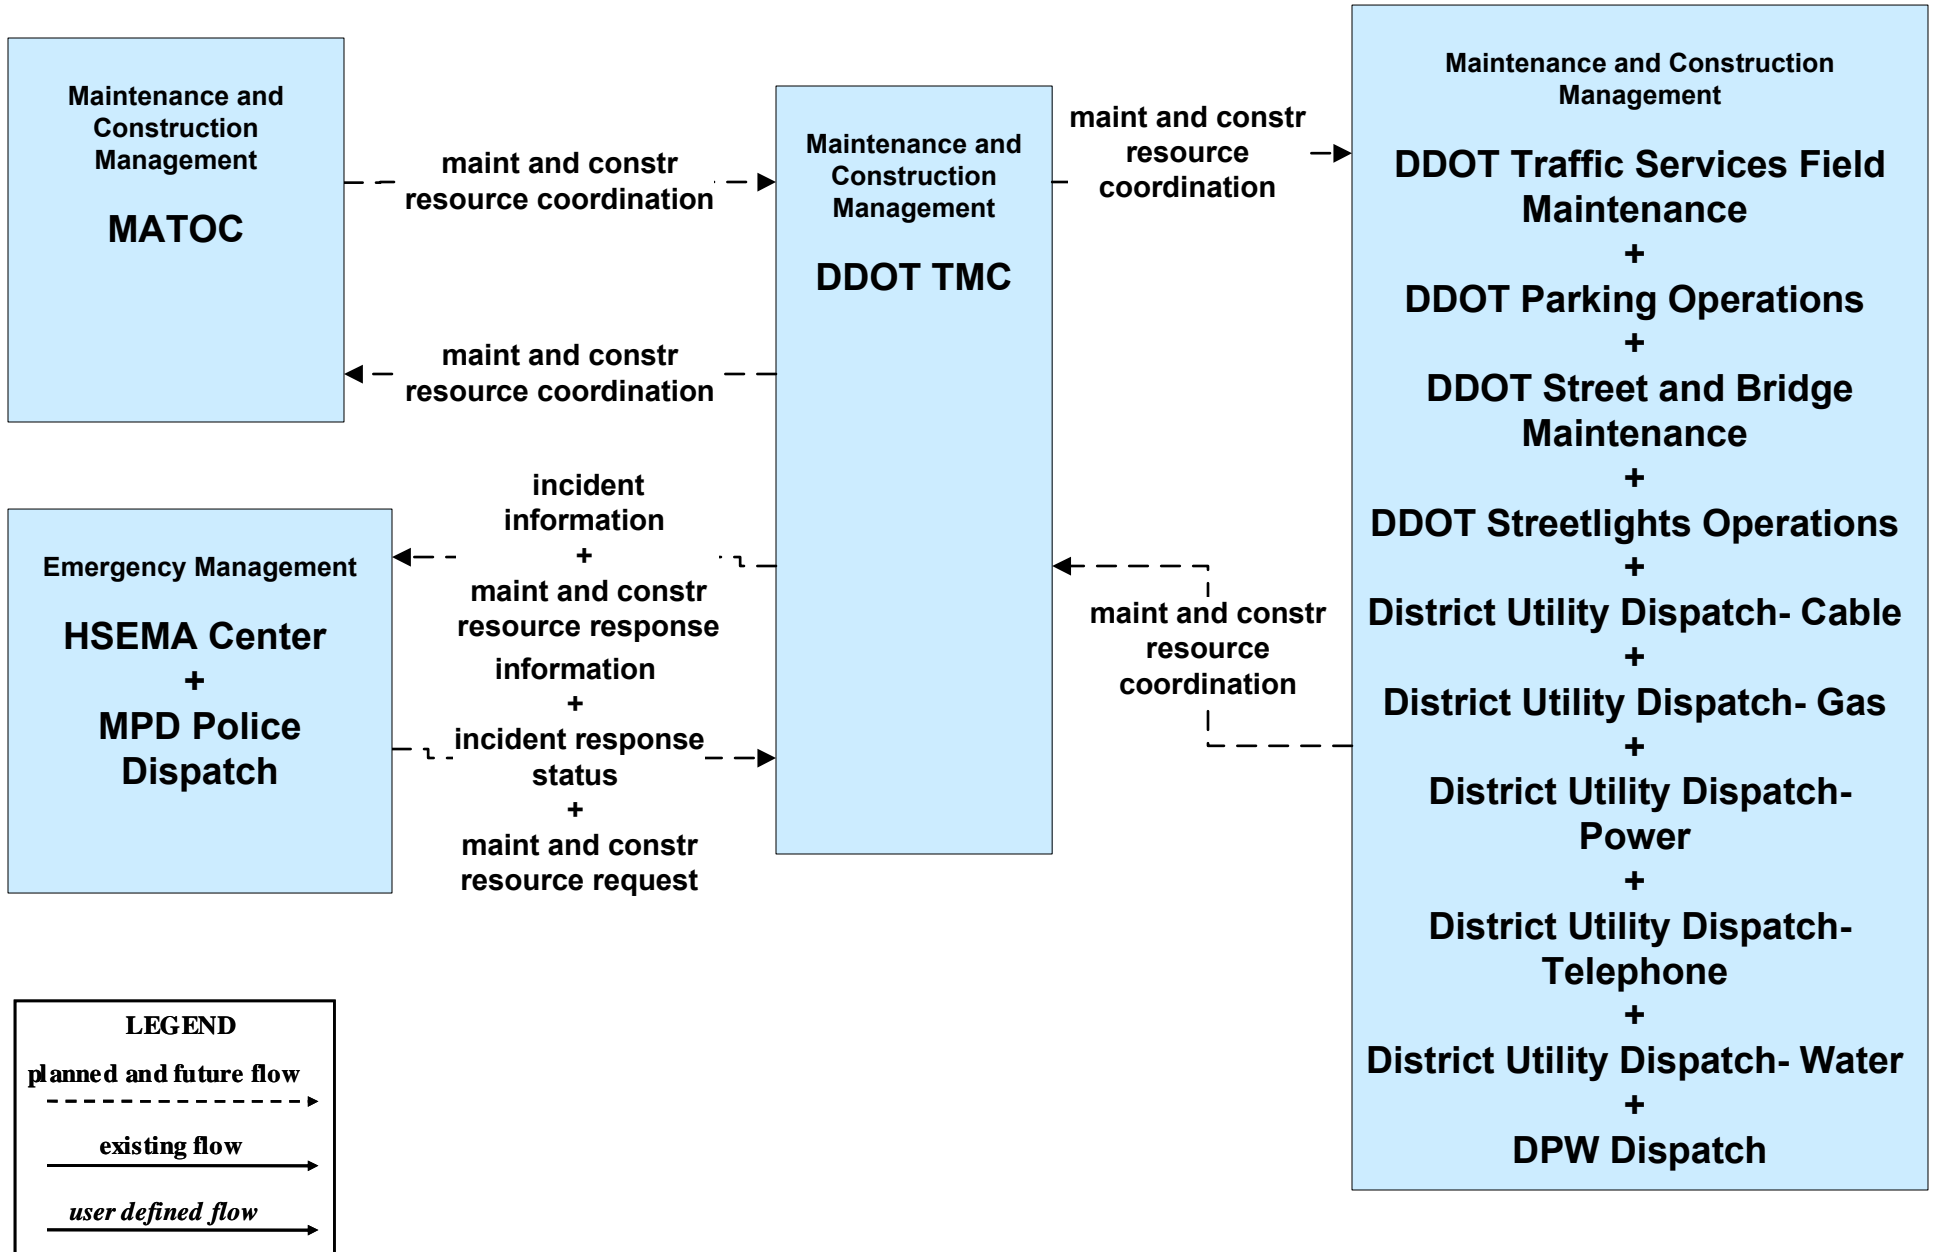 Maintenance and
Construction
Management
MATOC
maint and constr
resource coordination
maint and constr
resource coordination
Maintenance and
Construction
Management
DDOT TMC
maint and constr
resource
coordination
maint and constr
resource
coordination
Maintenance and Construction
Management
DDOT Traffic Services Field
Maintenance
+
DDOT Parking Operations
+
DDOT Street and Bridge
Maintenance
+
DDOT Streetlights Operations
+
District Utility Dispatch- Cable
+
District Utility Dispatch- Gas
+
District Utility Dispatch-
Power
+
District Utility Dispatch-
Telephone
+
District Utility Dispatch- Water
+
DPW Dispatch
Emergency Management
HSEMA Center
+
MPD Police
Dispatch
incident
information
+
maint and constr
resource response
information
+
incident response
status
+
maint and constr
resource request
LEGEND
planned and future flow
existing flow
user defined flow